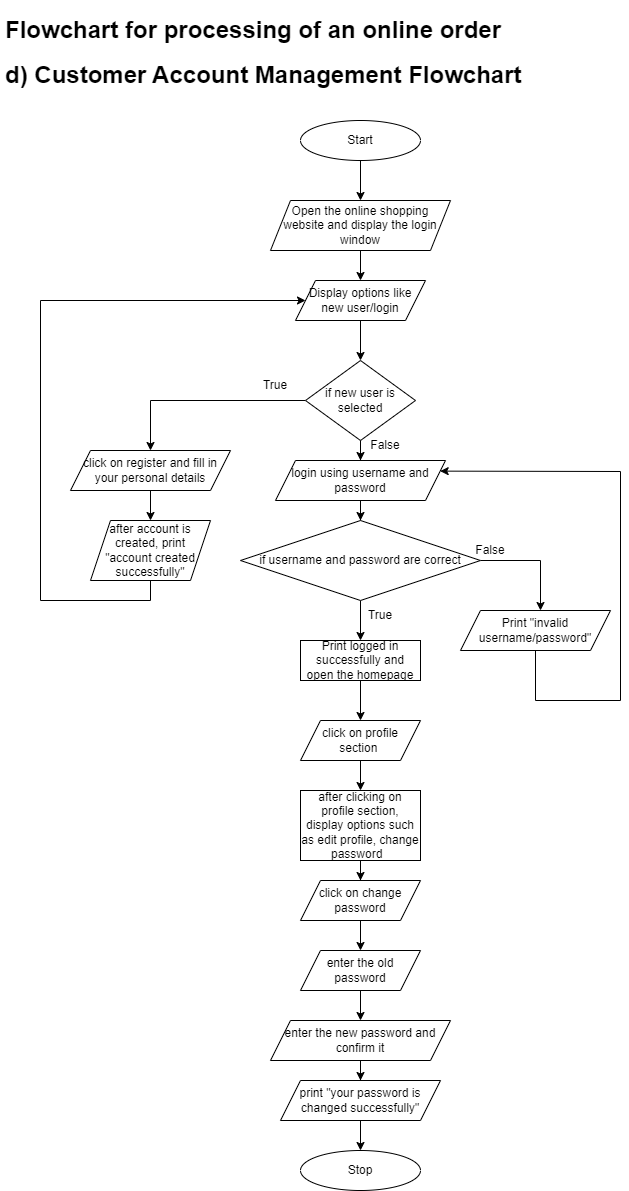 Flowchart for processing of an online order
d) Customer Account Management Flowchart
Start
Open the online shopping
website and display the login
window
Display options like
new user/login
True
if new user is
selected
False
click on register and fill in
your personal details
login using username and
password
after account is
created, print
"account created
successfully"
if username and password are correct
False
True
Print "invalid
username/password"
Print logged in
successfully and
open the homepage
click on profile
section
after clicking on
profile section,
display options such
as edit profile, change
password
click on change
password
enter the old
password
enter the new password and
confirm it
print "your password is
changed successfully"
Stop